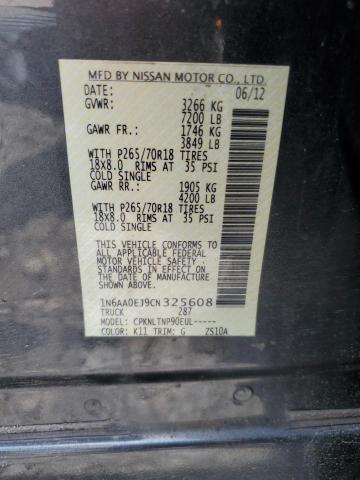 MFD BY NISSAN MOTOR CO., LTD.
DATE: 06/12
GVWR: 3266 KG
7200 LB
GAWR FR.: 1746 KG
3849 LB
WITH P265/70R18 TIRES
18X8.0 RIMS AT 35 PSI
COLD SINGLE
GAWR RR.: 1905 KG
4200 LB
WITH P265/70R18 TIRES
18X8.0 RIMS AT 35 PSI
COLD SINGLE
THIS VEHICLE CONFORMS
TO ALL APPLICABLE FEDERAL
MOTOR VEHICLE SAFETY
STANDARDS IN EFFECT ON
THE DATE OF MANUFACTURE
SHOWN ABOVE.
1N6AA0EJ9CN325608
TRUCK 287
MODEL: CPKNLTNP90EUL-----
COLOR: K11 TRIM: G ZS10A